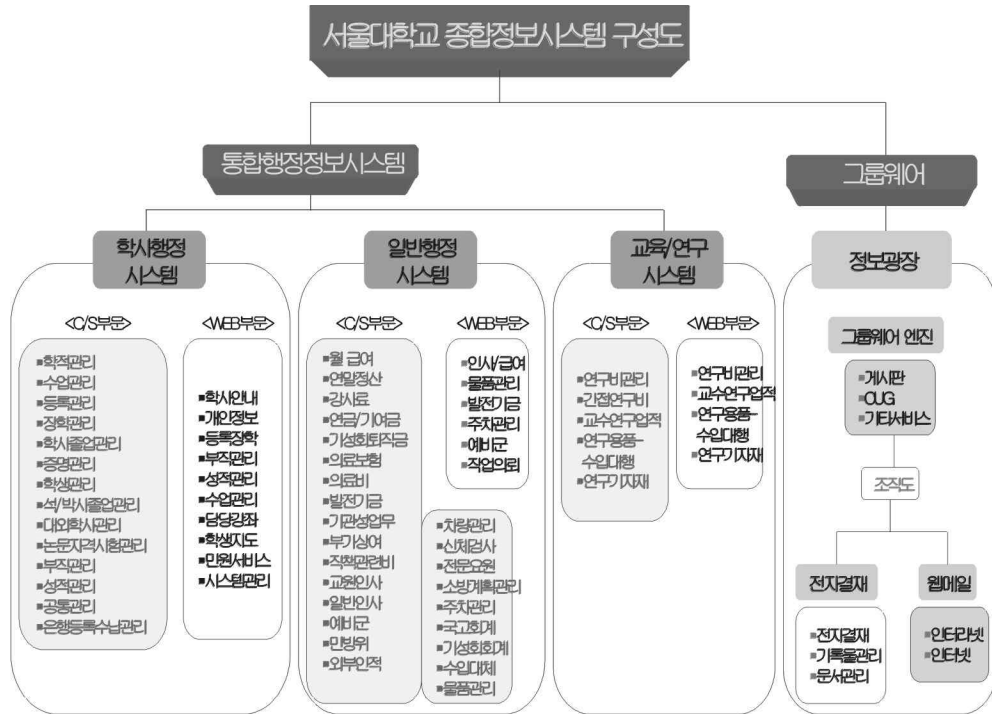 서울대학교 종합정보시스템 구성도
통합행정정보시스템
그룹웨어
학사행정
시스템
<C/S부문>
■학적관리
■수업관리
■등록관리
■장학관리
■학사졸업관리
■증명관리
■학생관리
■석/박사졸업관리
■대외학사관리
■논문자격시험관리
■부직관리
■성적관리
■공통관리
■은행등록수납관리
<WEB부문>
■학사안내
■개인정보
■등록장학
■부직관리
■성적관리
■수업관리
■담당강좌
■학생지도
■민원서비스
■시스템관리
일반행정
시스템
<C/S부문>
■월 급여
■연말정산
■강사료
■연금/기여금
■기성회퇴직금
■의료보험
■의료비
■발전기금
■기관성업무
■부가상여
■직책관련비
■교원인사
■일반인사
■예비군
■민방위
■외부인적
<WEB부문>
■인사/급여
■물품관리
■발전기금
■주차관리
■예비군
■작업의뢰
■차량관리
■신체검사
■전문요원
■소방계획관리
■주차관리
■국고회계
■기성회회계
■수입대체
■물품관리
교육/연구
시스템
<C/S부문>
■연구비관리
■간접연구비
■교수연구업적
■연구용품-
수입대행
■연구기자재
<WEB부문>
■연구비관리
■교수연구업적
■연구용품-
수입대행
■연구기자재
정보광장
그룹웨어 엔진
■게시판
■CUG
■기타서비스
조직도
전자결재
■전자결재
■기록물관리
■문서관리
웹메일
■인터라넷
■인터넷